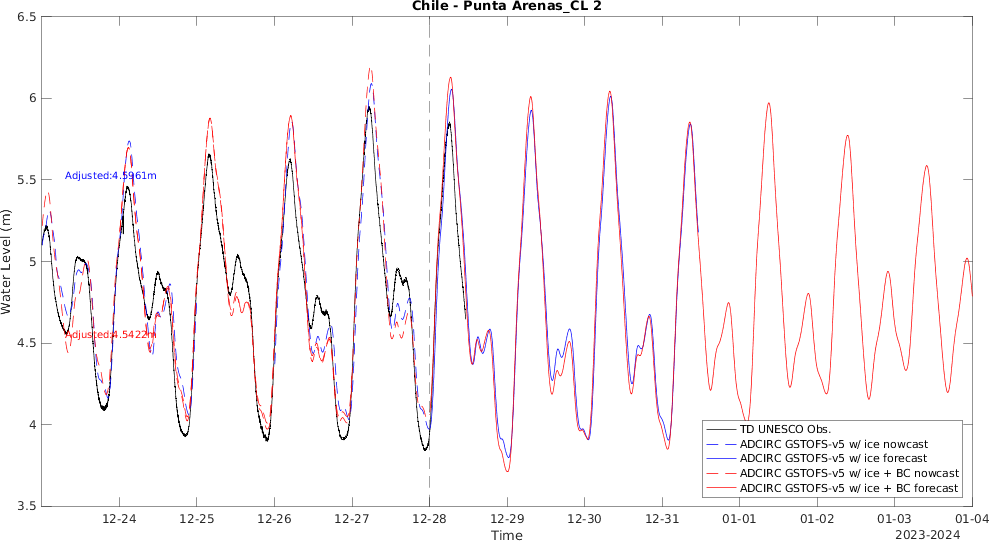 Chile - Punta Arenas_CL 2
6.5
6
5.5
5
4.5
4
3.5
Water Level (m)
Adjusted:4.5961m
Adjusted:4.5422m
TD UNESCO Obs.
ADCIRC GSTOFS-v5 w/ ice nowcast
ADCIRC GSTOFS-v5 w/ ice forecast
ADCIRC GSTOFS-v5 w/ ice + BC nowcast
ADCIRC GSTOFS-v5 w/ ice + BC forecast
12-24 12-25 12-26 12-27 12-28 12-29 12-30 12-31 01-01 01-02 01-03 01-04
Time
2023-2024